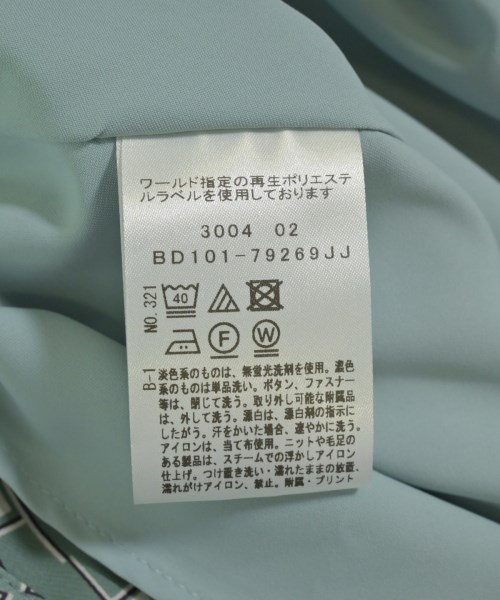 ワールド指定の再生ポリエステ
ルラベルを使用しております
3004 02
BD101-79269JJ
NO.321
40
F
W
B-1
淡色系のものは、無蛍光洗剤を使用。濃色
系のものは単品洗い。ボタン、ファスナー
等は、閉じて洗う。取り外し可能な附属品
は、外して洗う。漂白は、漂白剤の指示に
したがう。汗をかいた場合、速やかに洗う。
アイロンは、当て布使用。ニットや毛足の
ある製品は、スチームでの浮かしアイロン
仕上げ。つけ置き洗い・濡れたままの放置、
濡れがけアイロン、禁止。附属・プリント